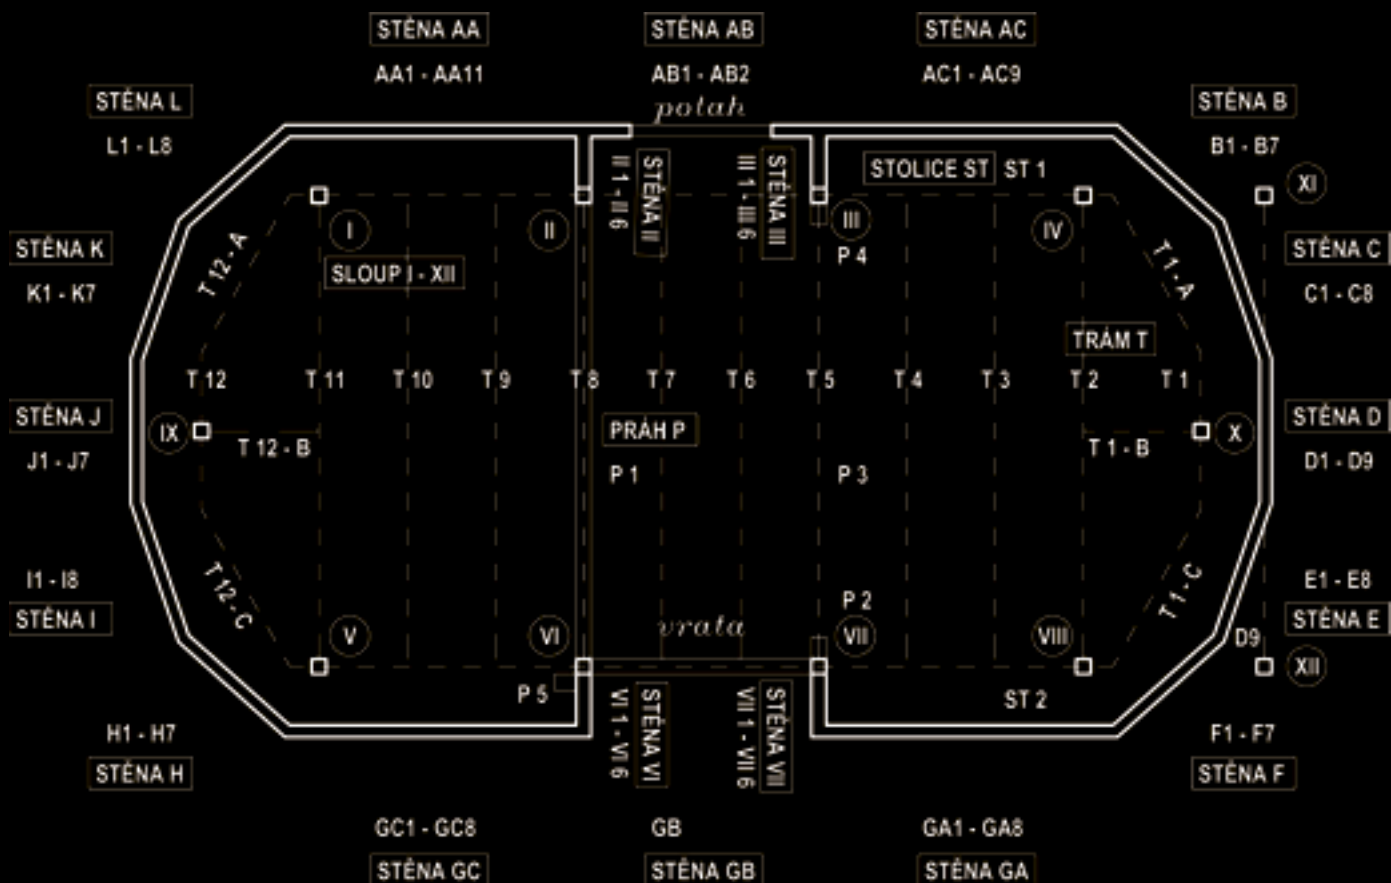 STĚNA AA
STĚNA AB
STĚNA AC
AA1 - AA11
AB1 - AB2
AC1 - AC9
potah
STĚNA L
STĚNA B
L1 - L8
B1 - B7
II 1 - II 6
STĚNA II
III 1 - III 6
STĚNA III
STOLICE ST
ST 1
XI
I
II
III
IV
STĚNA K
STĚNA C
T 12 - A
SLOUP I - XII
P 4
T 1 - A
K1 - K7
C1 - C8
TRÁM T
T 12
T 11
T 10
T 9
T 8
T 7
T 6
T 5
T 4
T 3
T 2
T 1
STĚNA J
STĚNA D
IX
PRÁH P
X
T 12 - B
T 1 - B
J1 - J7
P 1
P 3
D1 - D9
I1 - I8
E1 - E8
T 12 - C
T 1 - C
P 2
STĚNA I
STĚNA E
vrata
V
VI
VII
VIII
D9
XII
P 5
VI 1 - VI 6
STĚNA VI
VII 1 - VII 6
STĚNA VII
ST 2
H1 - H7
F1 - F7
STĚNA H
STĚNA F
GC1 - GC8
GB
GA1 - GA8
STĚNA GC
STĚNA GB
STĚNA GA